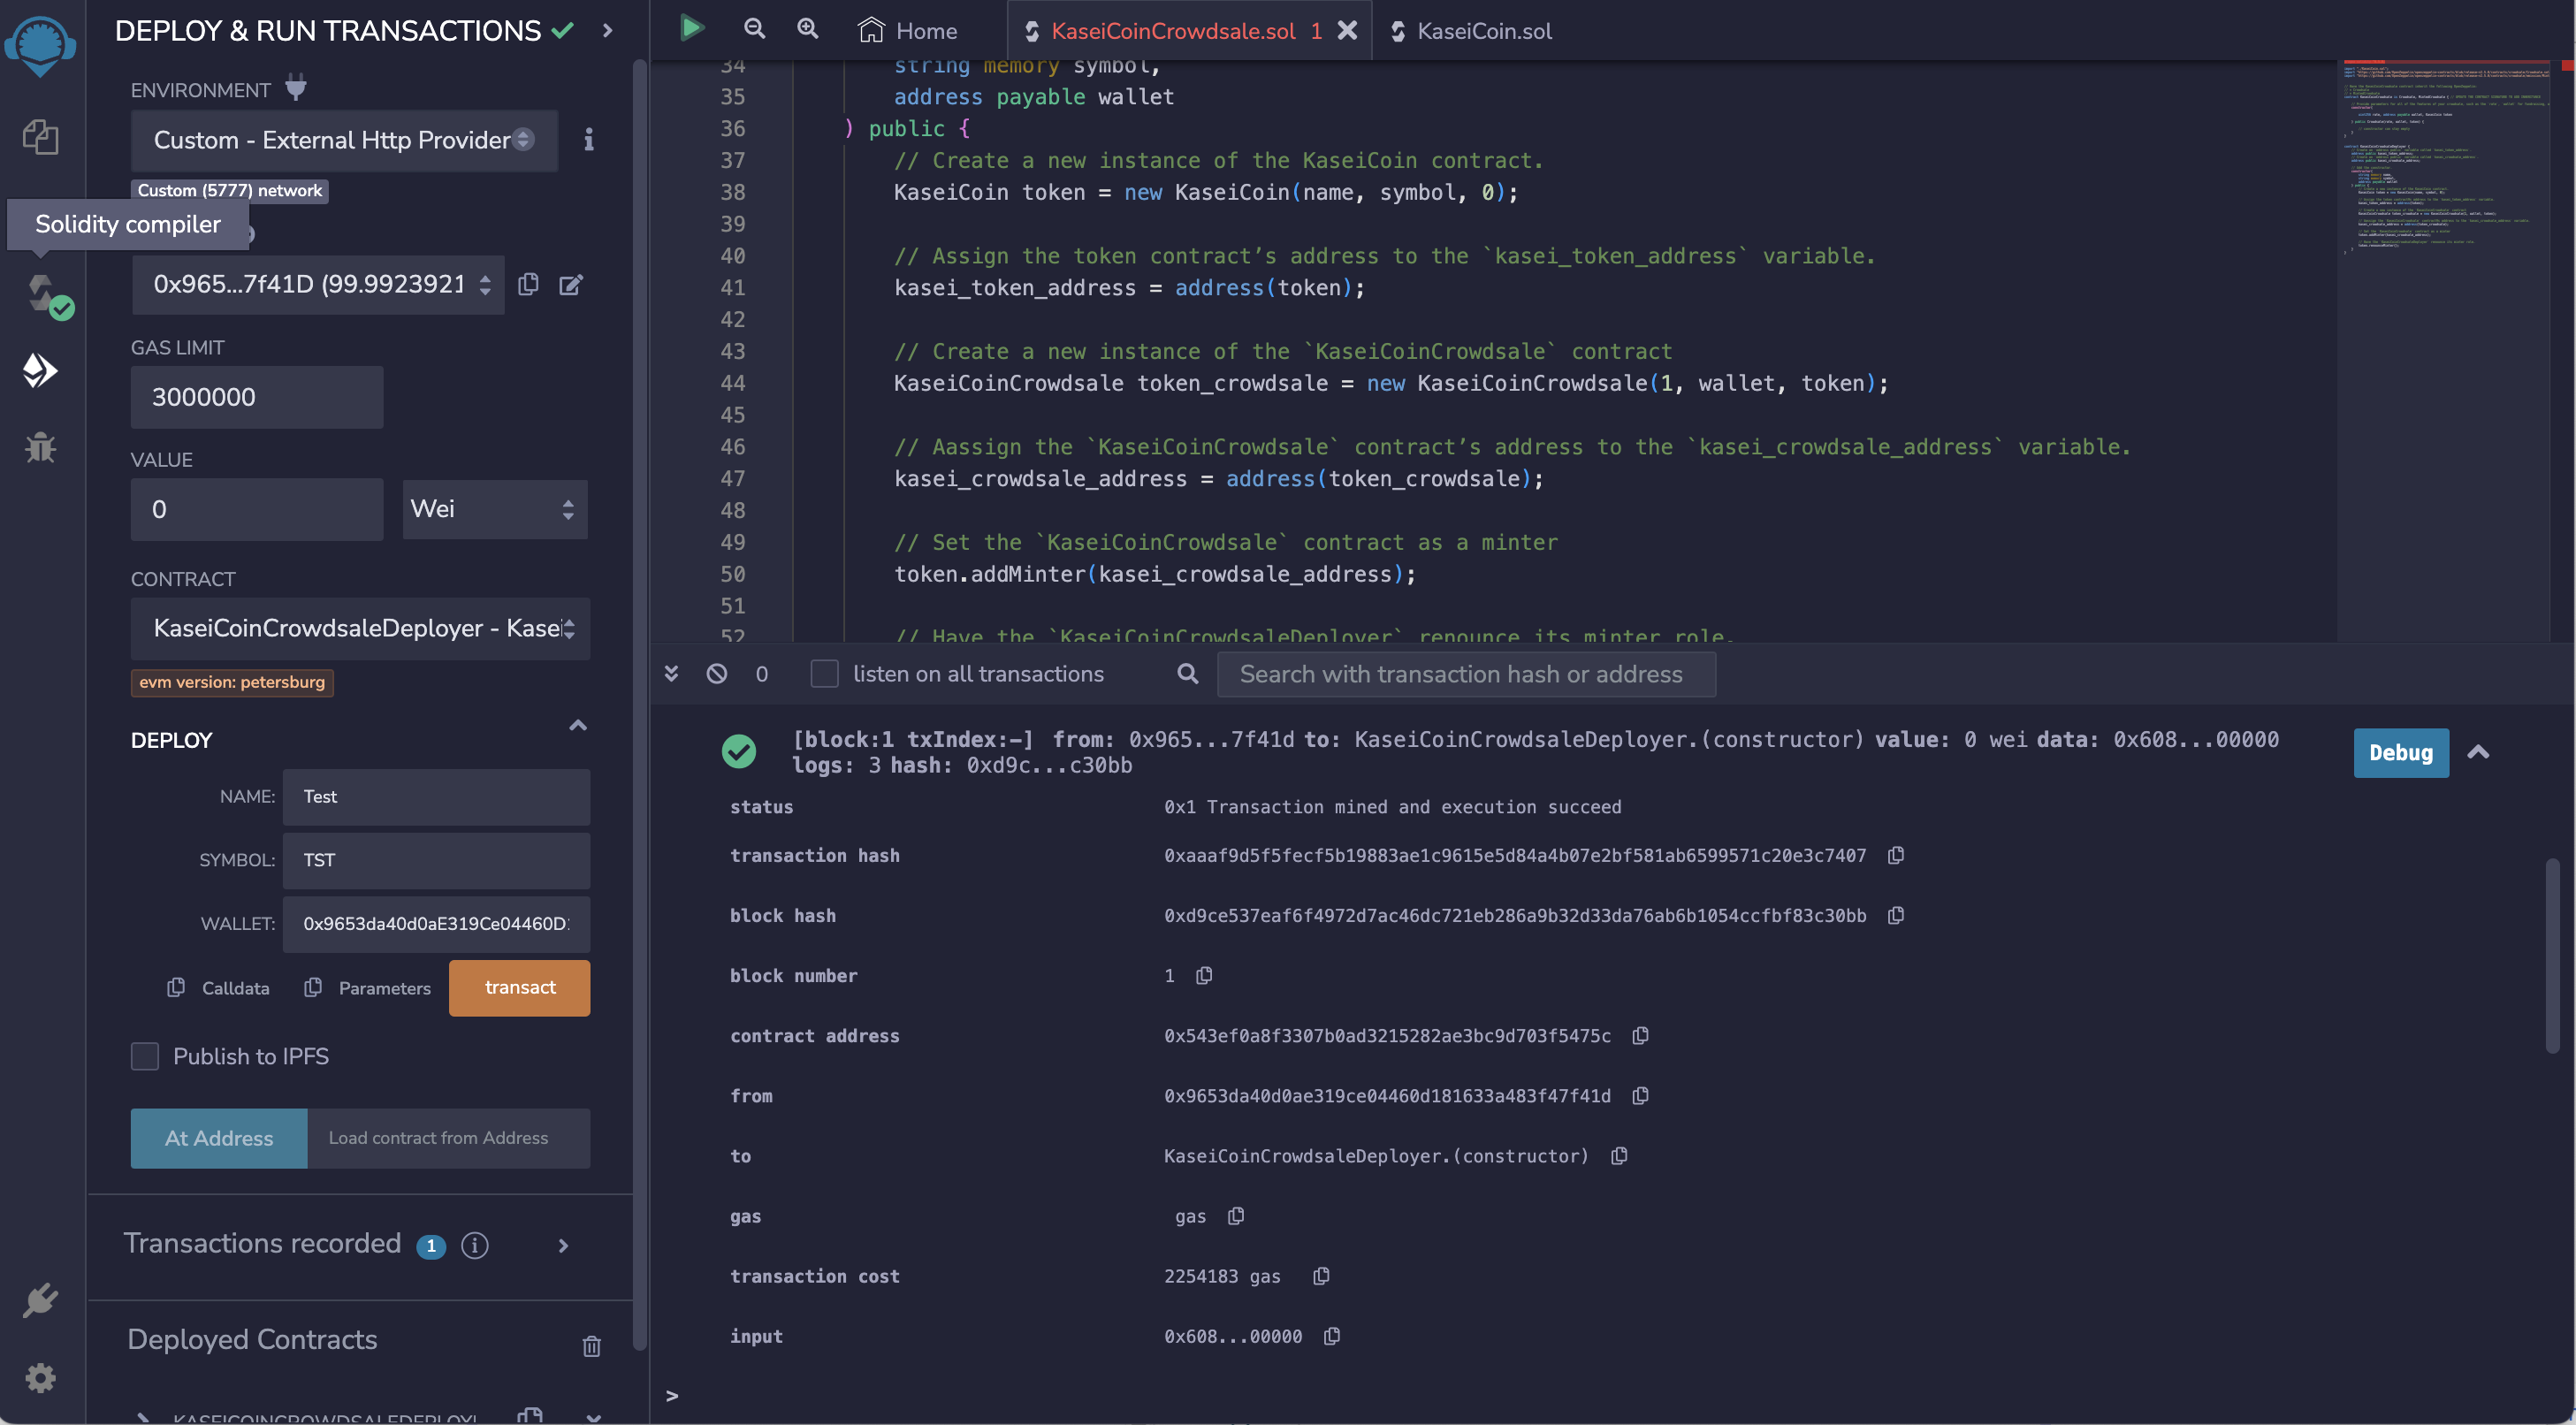 DEPLOY & RUN TRANSACTIONS
ENVIRONMENT
Custom - External Http Provider
Custom (5777) network
Solidity compiler
0x965...7f41D (99.9923921
GAS LIMIT
3000000
VALUE
0
Wei
CONTRACT
KaseiCoinCrowdsaleDeployer - Kasei
evm version: petersburg
DEPLOY
NAME: Test
SYMBOL: TST
WALLET: 0x9653da40d0aE319Ce04460D
Calldata Parameters transact
Publish to IPFS
At Address Load contract from Address
Transactions recorded 1 i
Deployed Contracts
KASEICOINCROWDSALEDEPLOY
Home KaseiCoinCrowdsale.sol 1 KaseiCoin.sol
34 string memory symbol,
35 address payable wallet
36 ) public {
37 // Create a new instance of the KaseiCoin contract.
38 KaseiCoin token = new KaseiCoin(name, symbol, 0);
39
40 // Assign the token contract’s address to the `kasei_token_address` variable.
41 kasei_token_address = address(token);
42
43 // Create a new instance of the `KaseiCoinCrowdsale` contract
44 KaseiCoinCrowdsale token_crowdsale = new KaseiCoinCrowdsale(1, wallet, token);
45
46 // Aassign the `KaseiCoinCrowdsale` contract’s address to the `kasei_crowdsale_address` variable.
47 kasei_crowdsale_address = address(token_crowdsale);
48
49 // Set the `KaseiCoinCrowdsale` contract as a minter
50 token.addMinter(kasei_crowdsale_address);
51
52 // Have the `KaseiCoinCrowdsaleDeployer` renounce its minter role.
0 listen on all transactions Search with transaction hash or address
[block:1 txIndex:-] from: 0x965...7f41d to: KaseiCoinCrowdsaleDeployer.(constructor) value: 0 wei data: 0x608...00000
logs: 3 hash: 0xd9c...c30bb
Debug
status 0x1 Transaction mined and execution succeed
transaction hash 0xaaaf9d5f5fecf5b19883ae1c9615e5d84a4b07e2bf581ab6599571c20e3c7407
block hash 0xd9ce537eaf6f4972d7ac46dc721eb286a9b32d33da76ab6b1054ccfbf83c30bb
block number 1
contract address 0x543ef0a8f3307b0ad3215282ae3bc9d703f5475c
from 0x9653da40d0ae319ce04460d181633a483f47f41d
to KaseiCoinCrowdsaleDeployer.(constructor)
gas gas
transaction cost 2254183 gas
input 0x608...00000
>